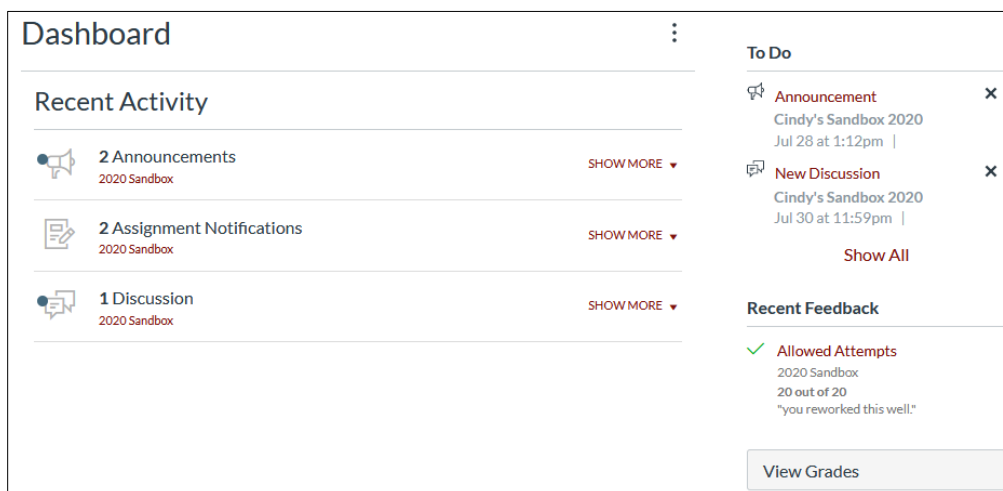 Dashboard
Recent Activity
2 Announcements
2020 Sandbox
SHOW MORE
2 Assignment Notifications
2020 Sandbox
SHOW MORE
1 Discussion
2020 Sandbox
SHOW MORE
To Do
Announcement
Cindy's Sandbox 2020
Jul 28 at 1:12pm |
New Discussion
Cindy's Sandbox 2020
Jul 30 at 11:59pm |
Show All
Recent Feedback
Allowed Attempts
2020 Sandbox
20 out of 20
"you reworked this well."
View Grades